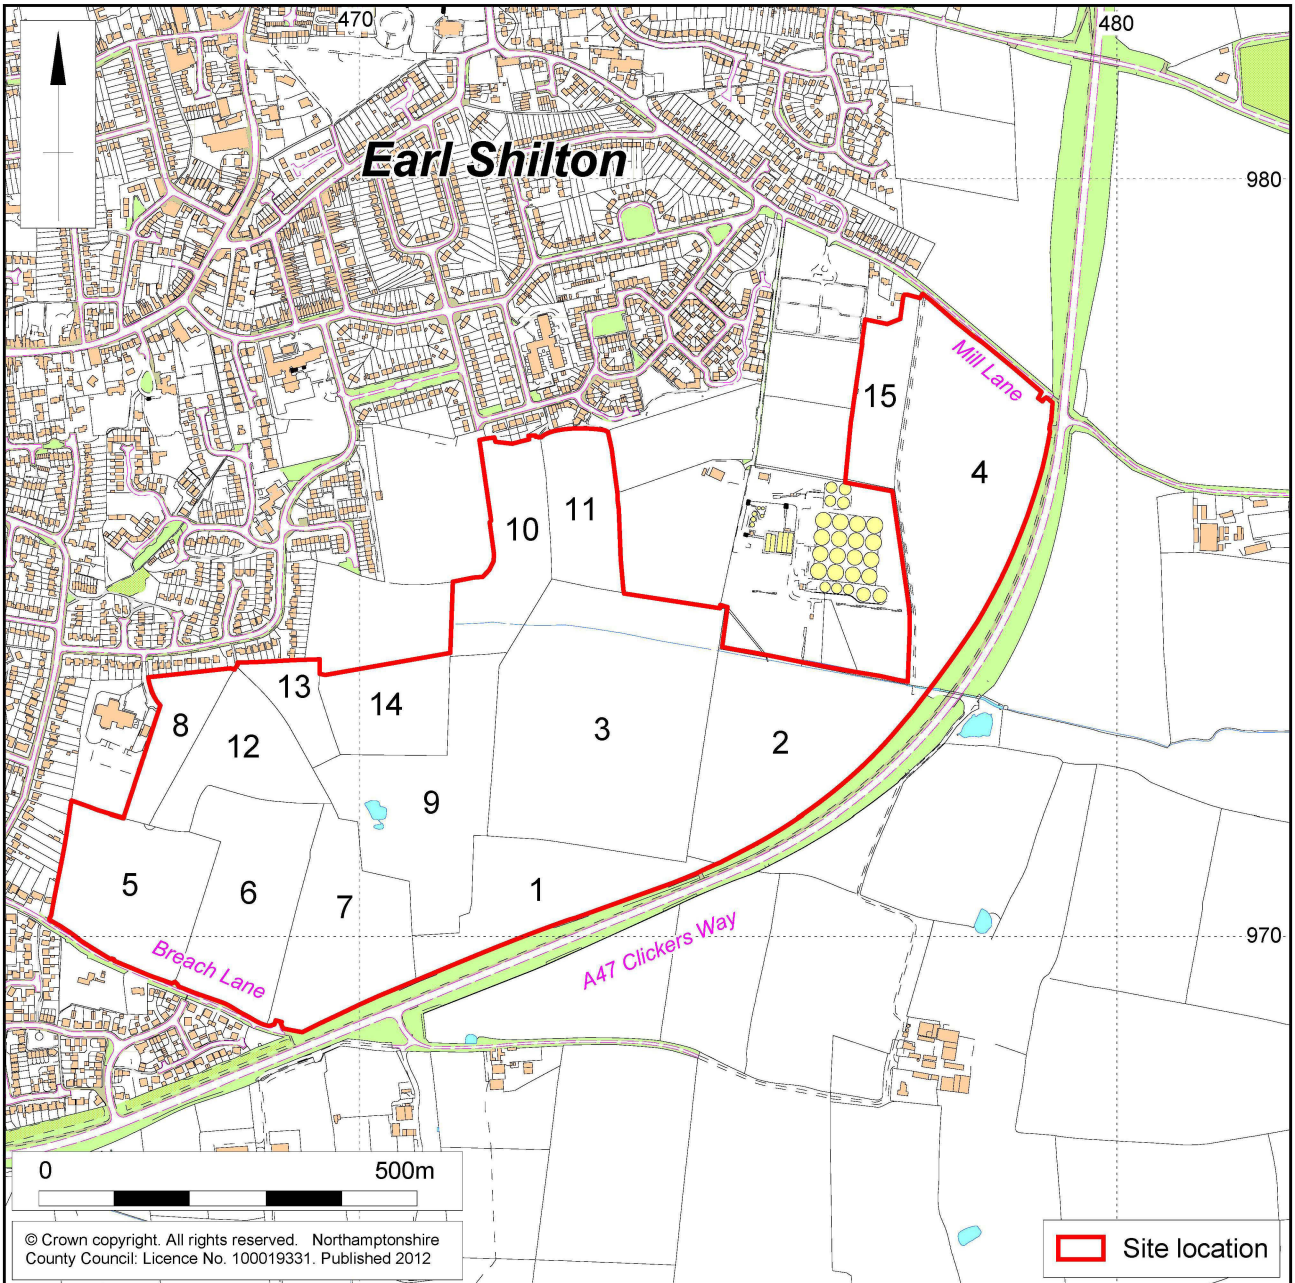 470
480
Earl Shilton
980
Mill Lane
15
4
10
11
13
14
8
12
3
2
9
5
6
7
1
970
Breach Lane
A47 Clickers Way
0 500m
© Crown copyright. All rights reserved. Northamptonshire
County Council: Licence No. 100019331. Published 2012
Site location